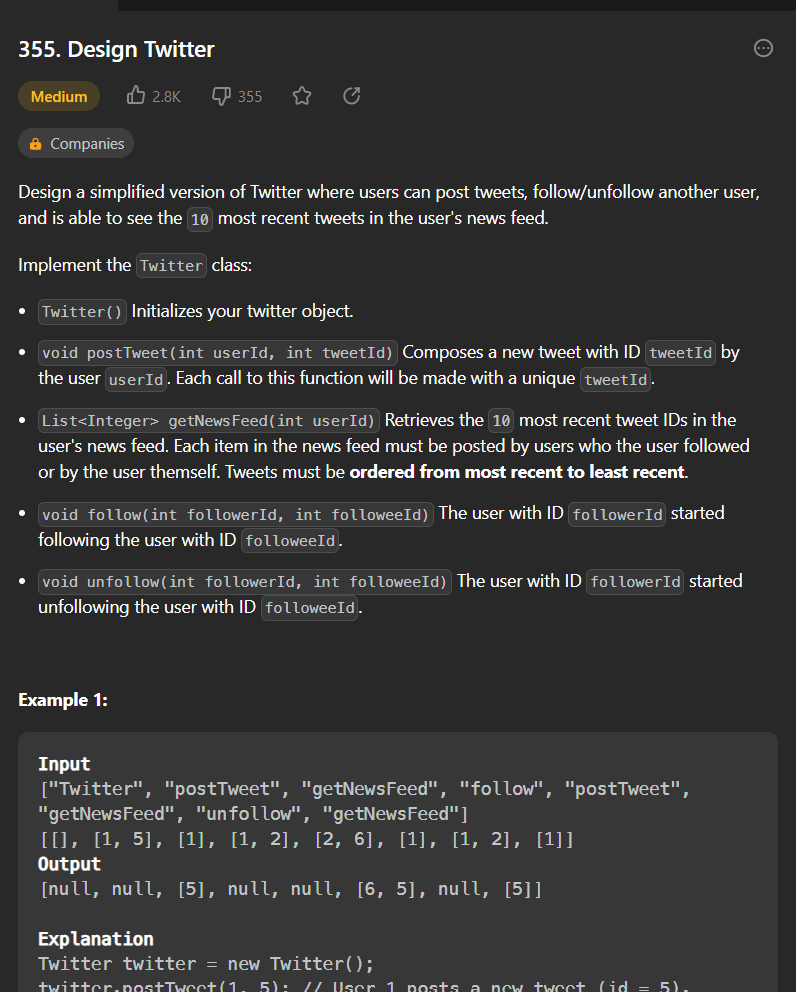 355. Design Twitter
Medium 2.8K 355
Companies
Design a simplified version of Twitter where users can post tweets, follow/unfollow another user,
and is able to see the 10 most recent tweets in the user's news feed.
Implement the Twitter class:
• Twitter() Initializes your twitter object.
• void postTweet(int userId, int tweetId) Composes a new tweet with ID tweetId by
the user userId. Each call to this function will be made with a unique tweetId.
• List<Integer> getNewsFeed(int userId) Retrieves the 10 most recent tweet IDs in the
user's news feed. Each item in the news feed must be posted by users who the user followed
or by the user themself. Tweets must be ordered from most recent to least recent.
• void follow(int followerId, int followeeId) The user with ID followerId started
following the user with ID followeeId.
• void unfollow(int followerId, int followeeId) The user with ID followerId started
unfollowing the user with ID followeeId.
Example 1:
Input
["Twitter", "postTweet", "getNewsFeed", "follow", "postTweet",
"getNewsFeed", "unfollow", "getNewsFeed"]
[[], [1, 5], [1], [1, 2], [2, 6], [1], [1, 2], [1]]
Output
[null, null, [5], null, null, [6, 5], null, [5]]
Explanation
Twitter twitter = new Twitter();
twitter.postTweet(1, 5); // User 1 posts a new tweet (id = 5).